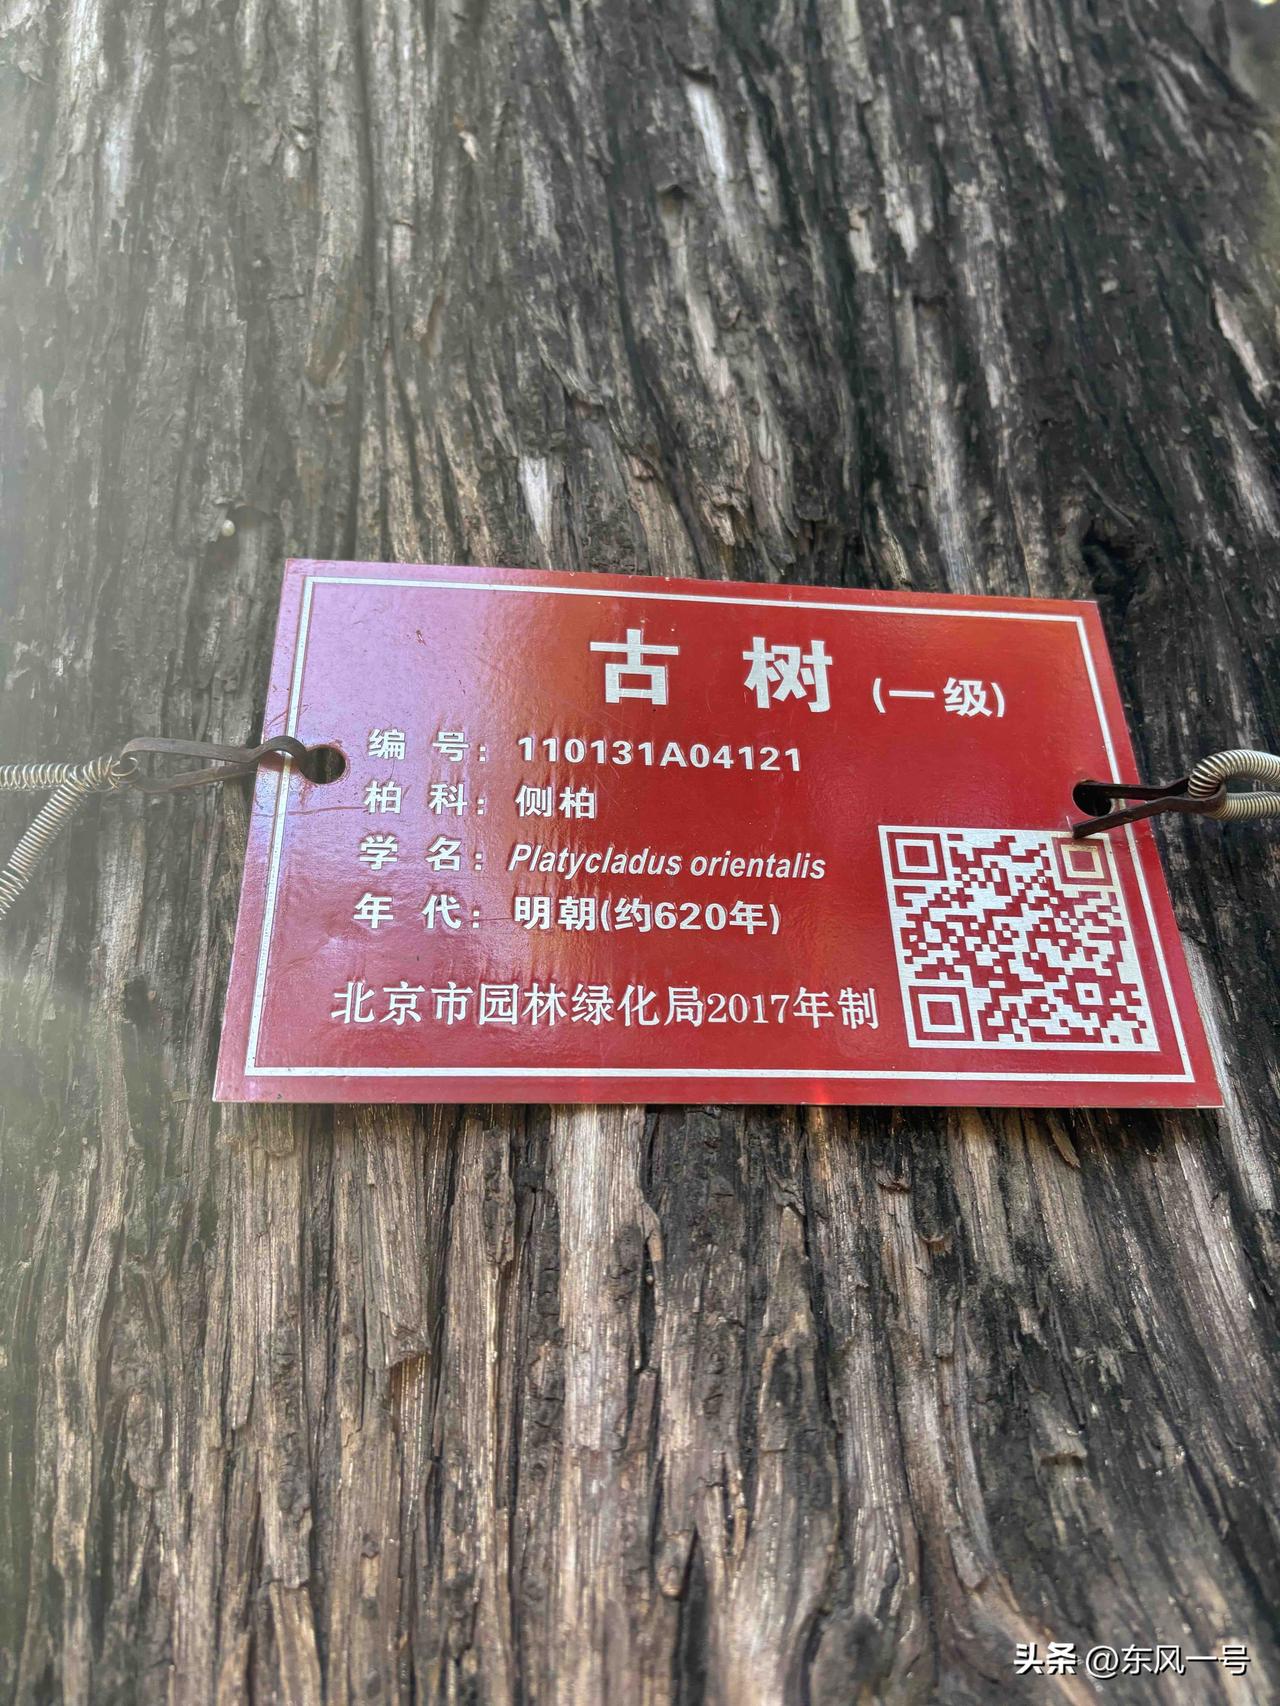 古树(一级)
编号：110131A04121
柏科：侧柏
学名：Platycladus orientalis
年代：明朝(约620年)
北京市园林绿化局2017年制
头条 @东风一号